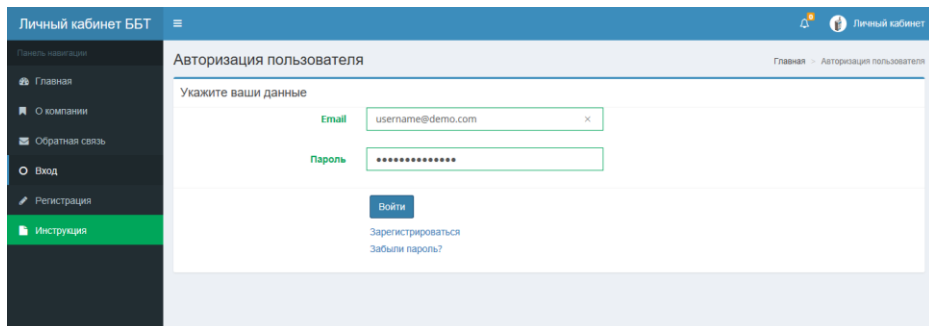 Личный кабинет ББТ
0
Личный кабинет
Панель навигации
Главная
О компании
Обратная связь
Вход
Регистрация
Инструкция
Авторизация пользователя
Главная > Авторизация пользователя
Укажите ваши данные
Email username@demo.com ×
Пароль ••••••••••••••
Войти
Зарегистрироваться
Забыли пароль?